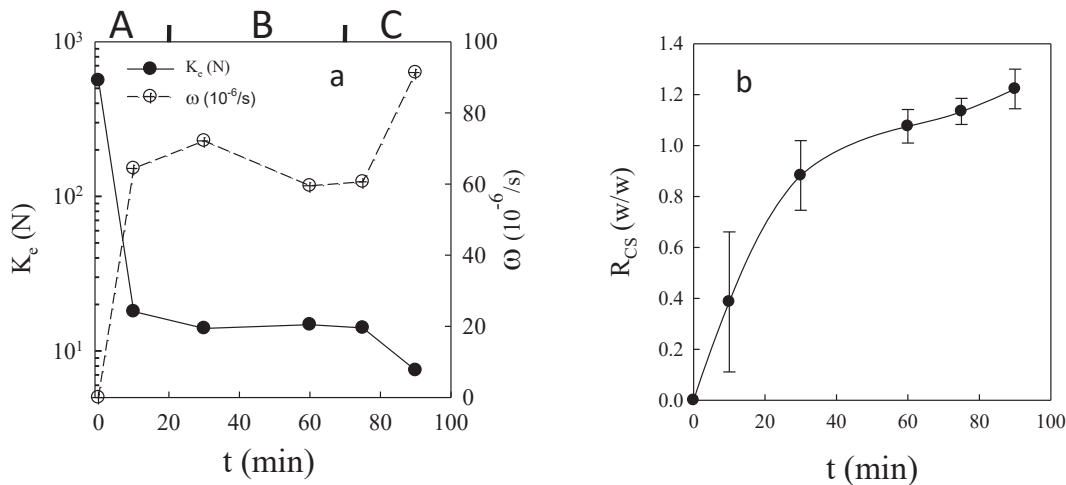 A B C
10³
10²
10¹
K_e (N)
K_e (N)
ω (10⁻⁶/s)
a
100
80
60
40
20
0
ω (10⁻⁶/s)
0 20 40 60 80 100
t (min)
b
1.4
1.2
1.0
0.8
0.6
0.4
0.2
0.0
R_CS (w/w)
0 20 40 60 80 100
t (min)